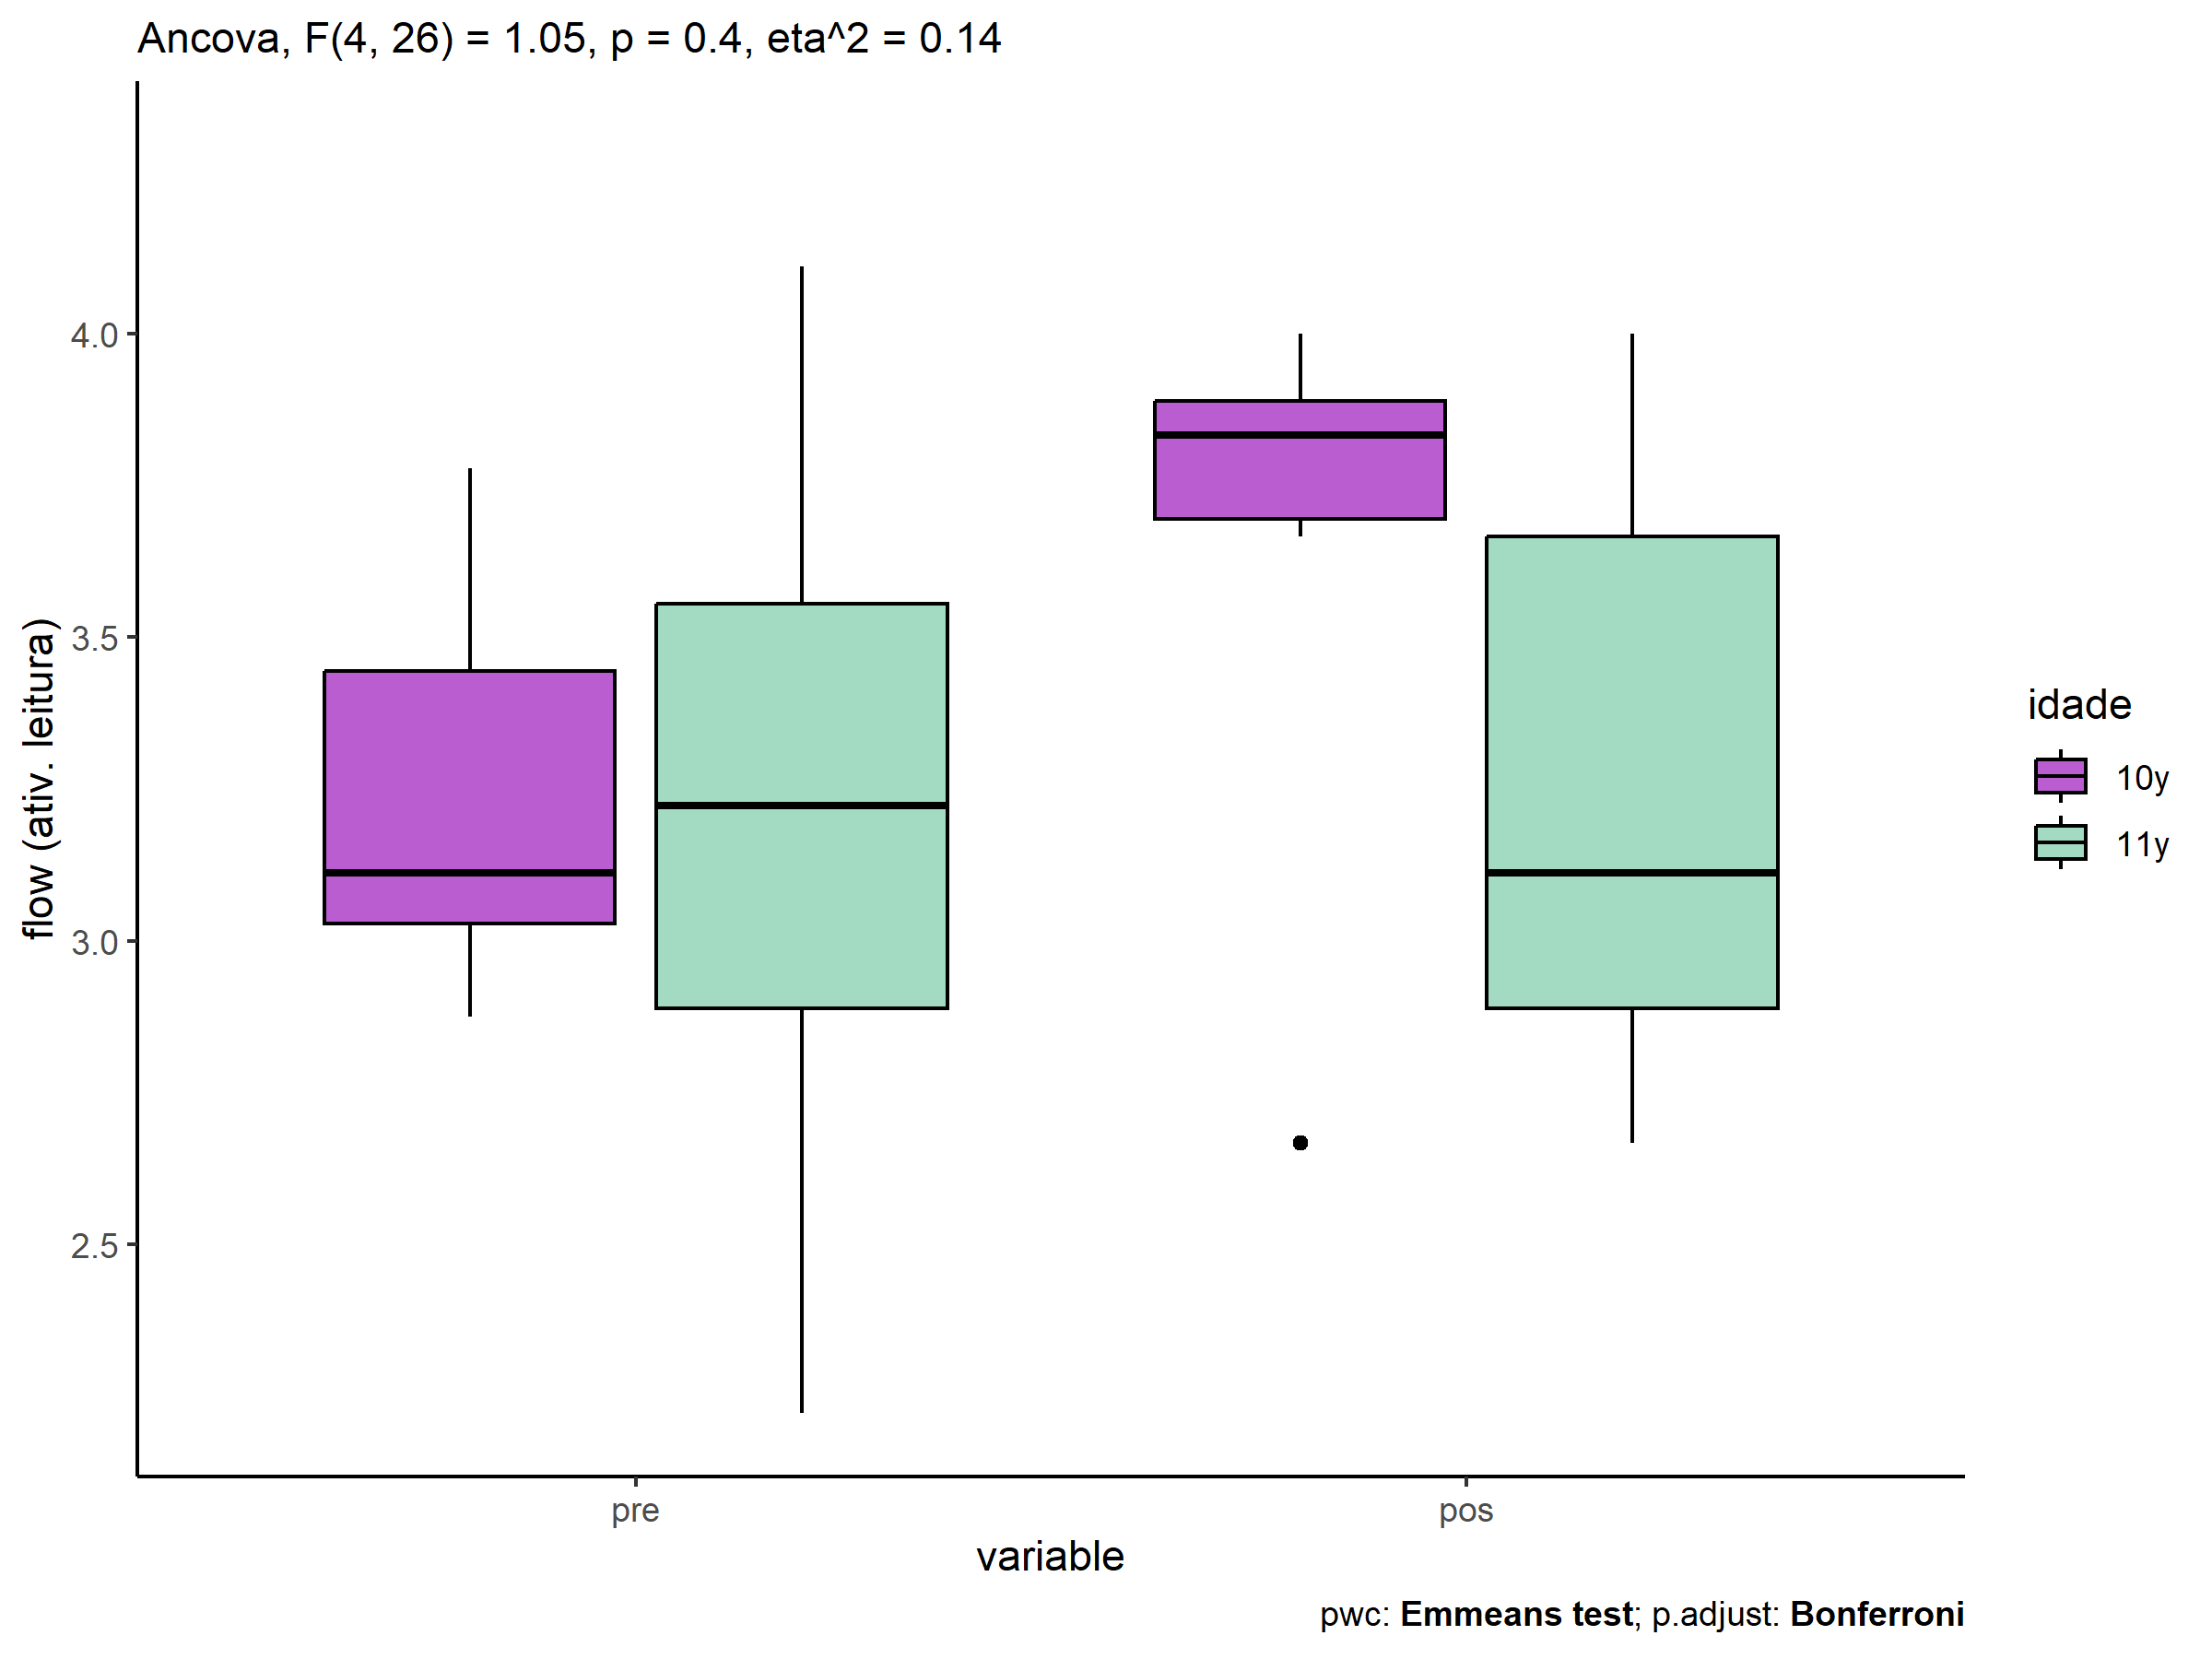 Ancova, F(4, 26) = 1.05, p = 0.4, eta^2 = 0.14
flow (ativ. leitura)
4.0
3.5
3.0
2.5
pre
pos
variable
idade
10y
11y
pwc: Emmeans test; p.adjust: Bonferroni